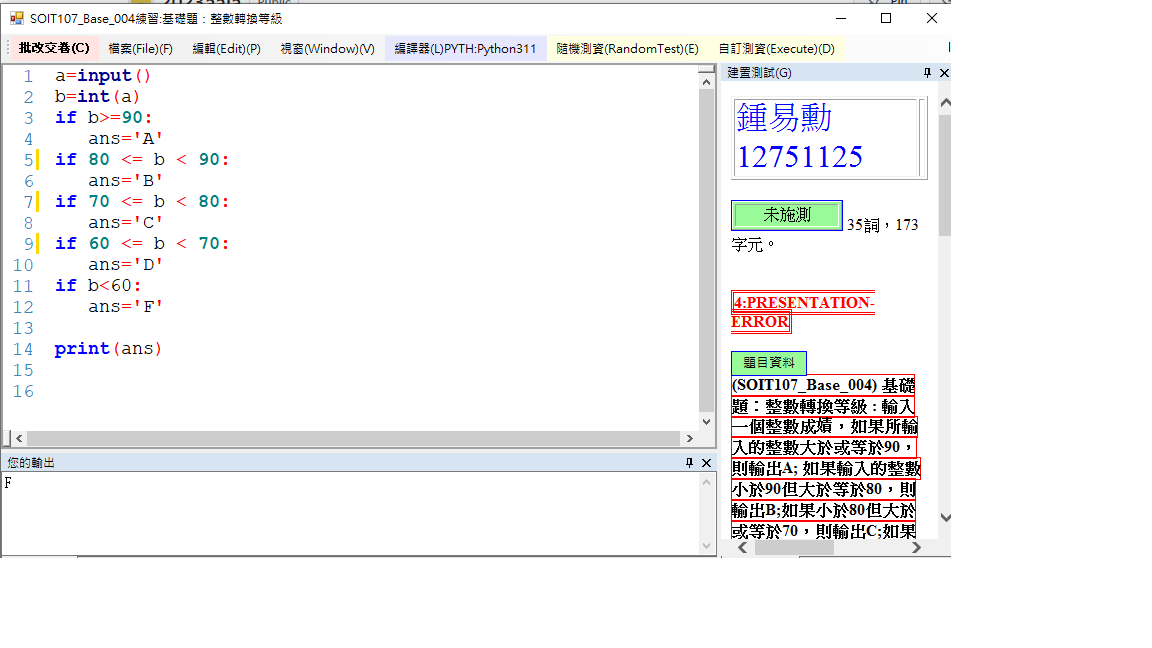 SOIT107_Base_004練習:基礎題：整數轉換等級
批改交卷(C) 檔案(File)(F) 編輯(Edit)(P) 視窗(Window)(V) 編譯器(L)PYTH:Python311 隨機測資(RandomTest)(E) 自訂測資(Execute)(D)
1 a=input()
2 b=int(a)
3 if b>=90:
4 ans='A'
5 if 80 <= b < 90:
6 ans='B'
7 if 70 <= b < 80:
8 ans='C'
9 if 60 <= b < 70:
10 ans='D'
11 if b<60:
12 ans='F'
13
14 print(ans)
15
16
您的輸出
F
建置測試(G)
鍾易勳
12751125
未施測 35詞，173
字元。
4:PRESENTATION-
ERROR
題目資料
(SOIT107_Base_004) 基礎
題：整數轉換等級 : 輸入
一個整數成績，如果所輸
入的整數大於或等於90，
則輸出A; 如果輸入的整數
小於90但大於等於80，則
輸出B;如果小於80但大於
或等於70，則輸出C;如果